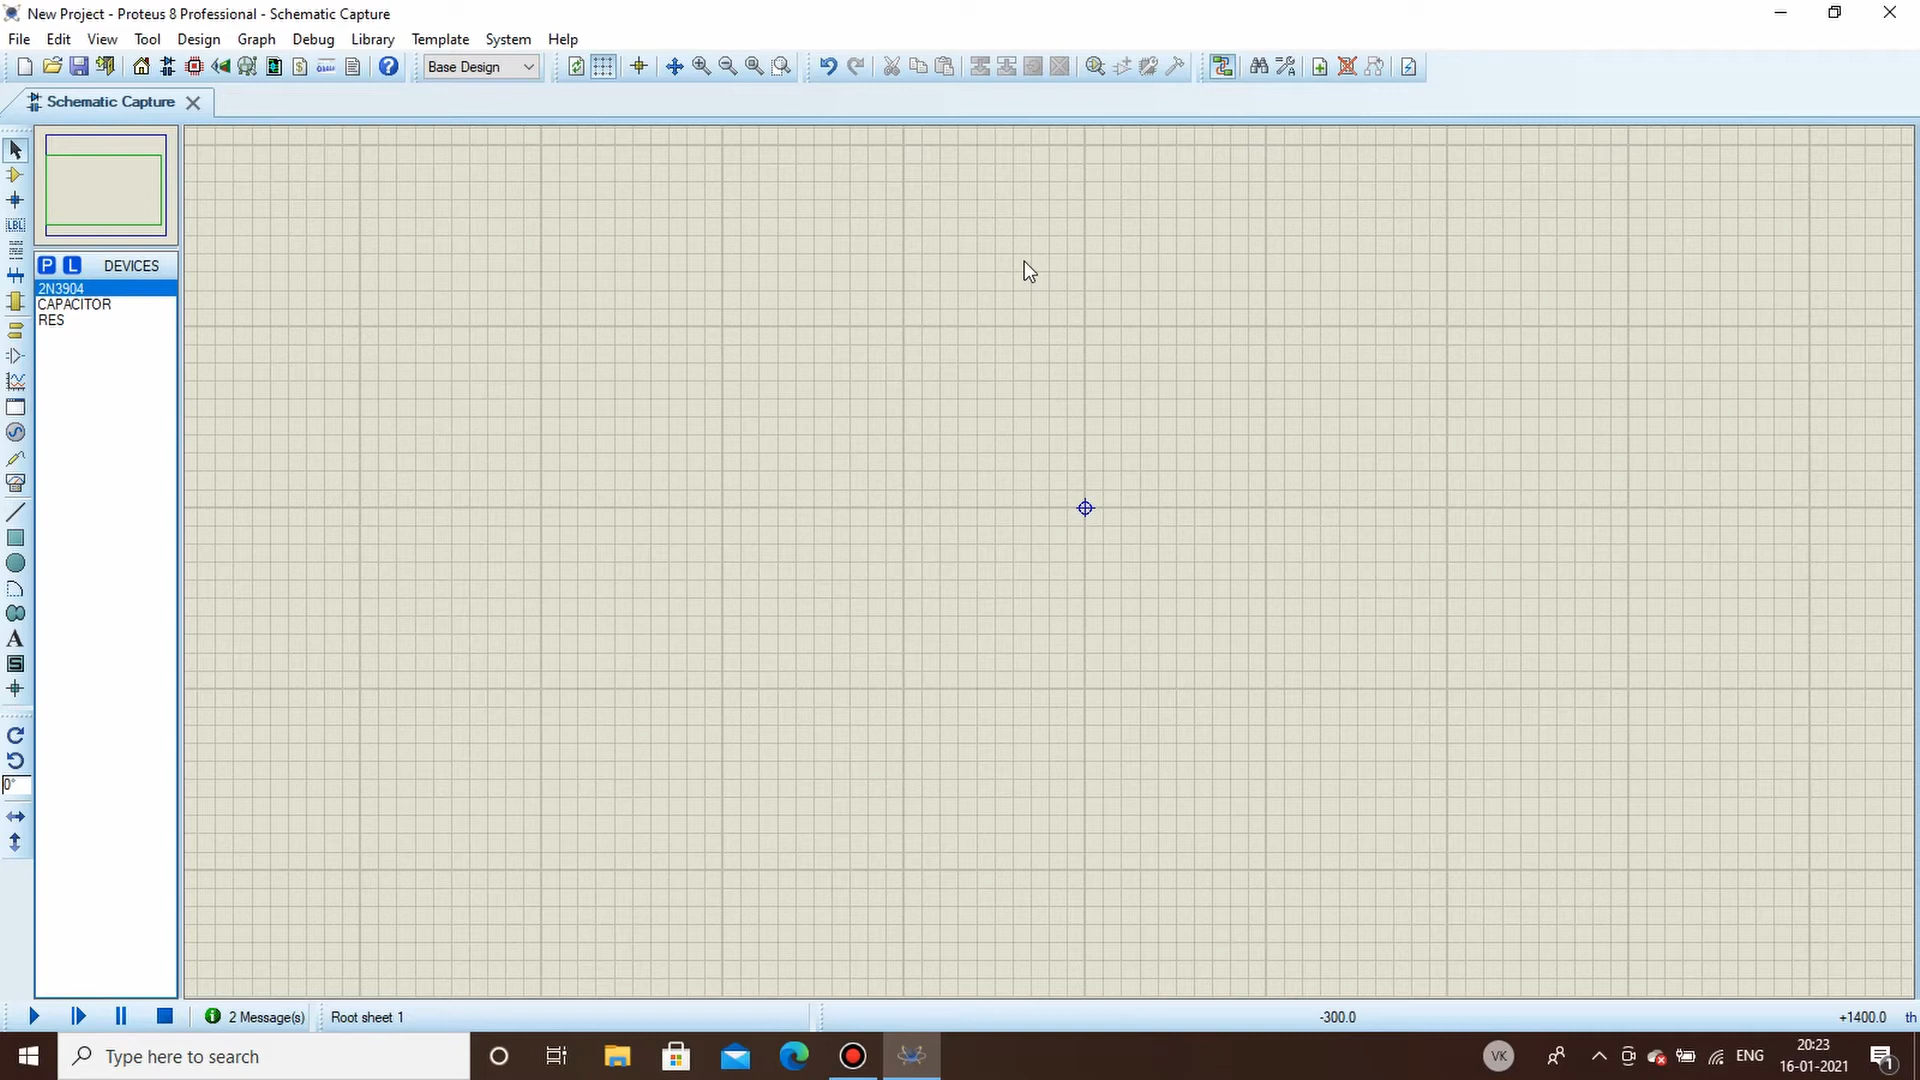 New Project - Proteus 8 Professional - Schematic Capture
File Edit View Tool Design Graph Debug Library Template System Help
Base Design
Schematic Capture
LBL
P L DEVICES
2N3904
CAPACITOR
RES
A
S
0°
2 Message(s) Root sheet 1 -300.0 +1400.0 th
Type here to search
VK ENG 20:23
16-01-2021
1